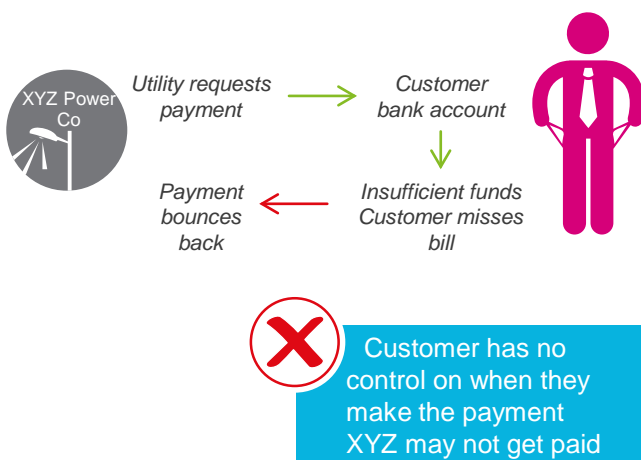 XYZ Power
Co
Utility requests
payment
Customer
bank account
Payment
bounces
back
Insufficient funds
Customer misses
bill
Customer has no
control on when they
make the payment
XYZ may not get paid